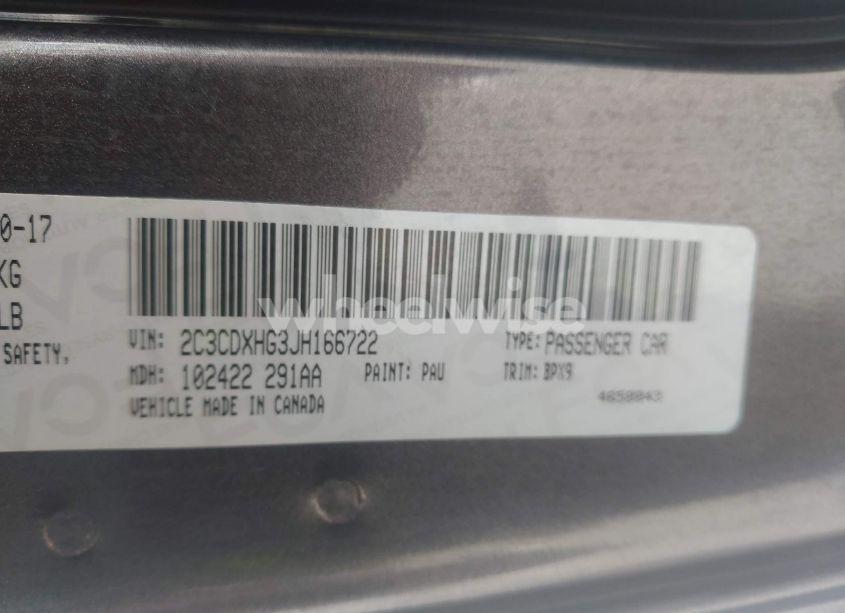 0-17
KG
LB
SAFETY,
wheelwise
VIN: 2C3CDXHG3JH166722 TYPE: PASSENGER CAR
MDH: 102422 291AA PAINT: PAU TRIM: BPX9
VEHICLE MADE IN CANADA 4658043